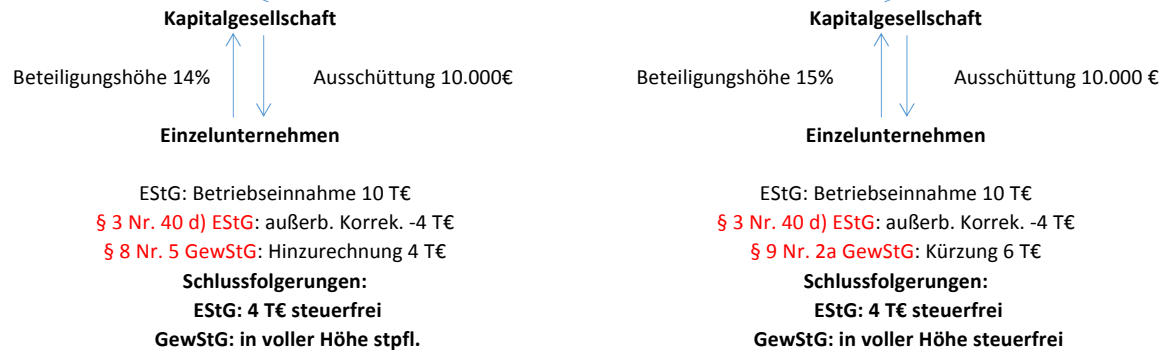 Kapitalgesellschaft
Beteiligungshöhe 14%
Ausschüttung 10.000€
Einzelunternehmen
EStG: Betriebseinnahme 10 T€
§ 3 Nr. 40 d) EStG: außerb. Korrek. -4 T€
§ 8 Nr. 5 GewStG: Hinzurechnung 4 T€
Schlussfolgerungen:
EStG: 4 T€ steuerfrei
GewStG: in voller Höhe stpfl.
Kapitalgesellschaft
Beteiligungshöhe 15%
Ausschüttung 10.000 €
Einzelunternehmen
EStG: Betriebseinnahme 10 T€
§ 3 Nr. 40 d) EStG: außerb. Korrek. -4 T€
§ 9 Nr. 2a GewStG: Kürzung 6 T€
Schlussfolgerungen:
EStG: 4 T€ steuerfrei
GewStG: in voller Höhe steuerfrei